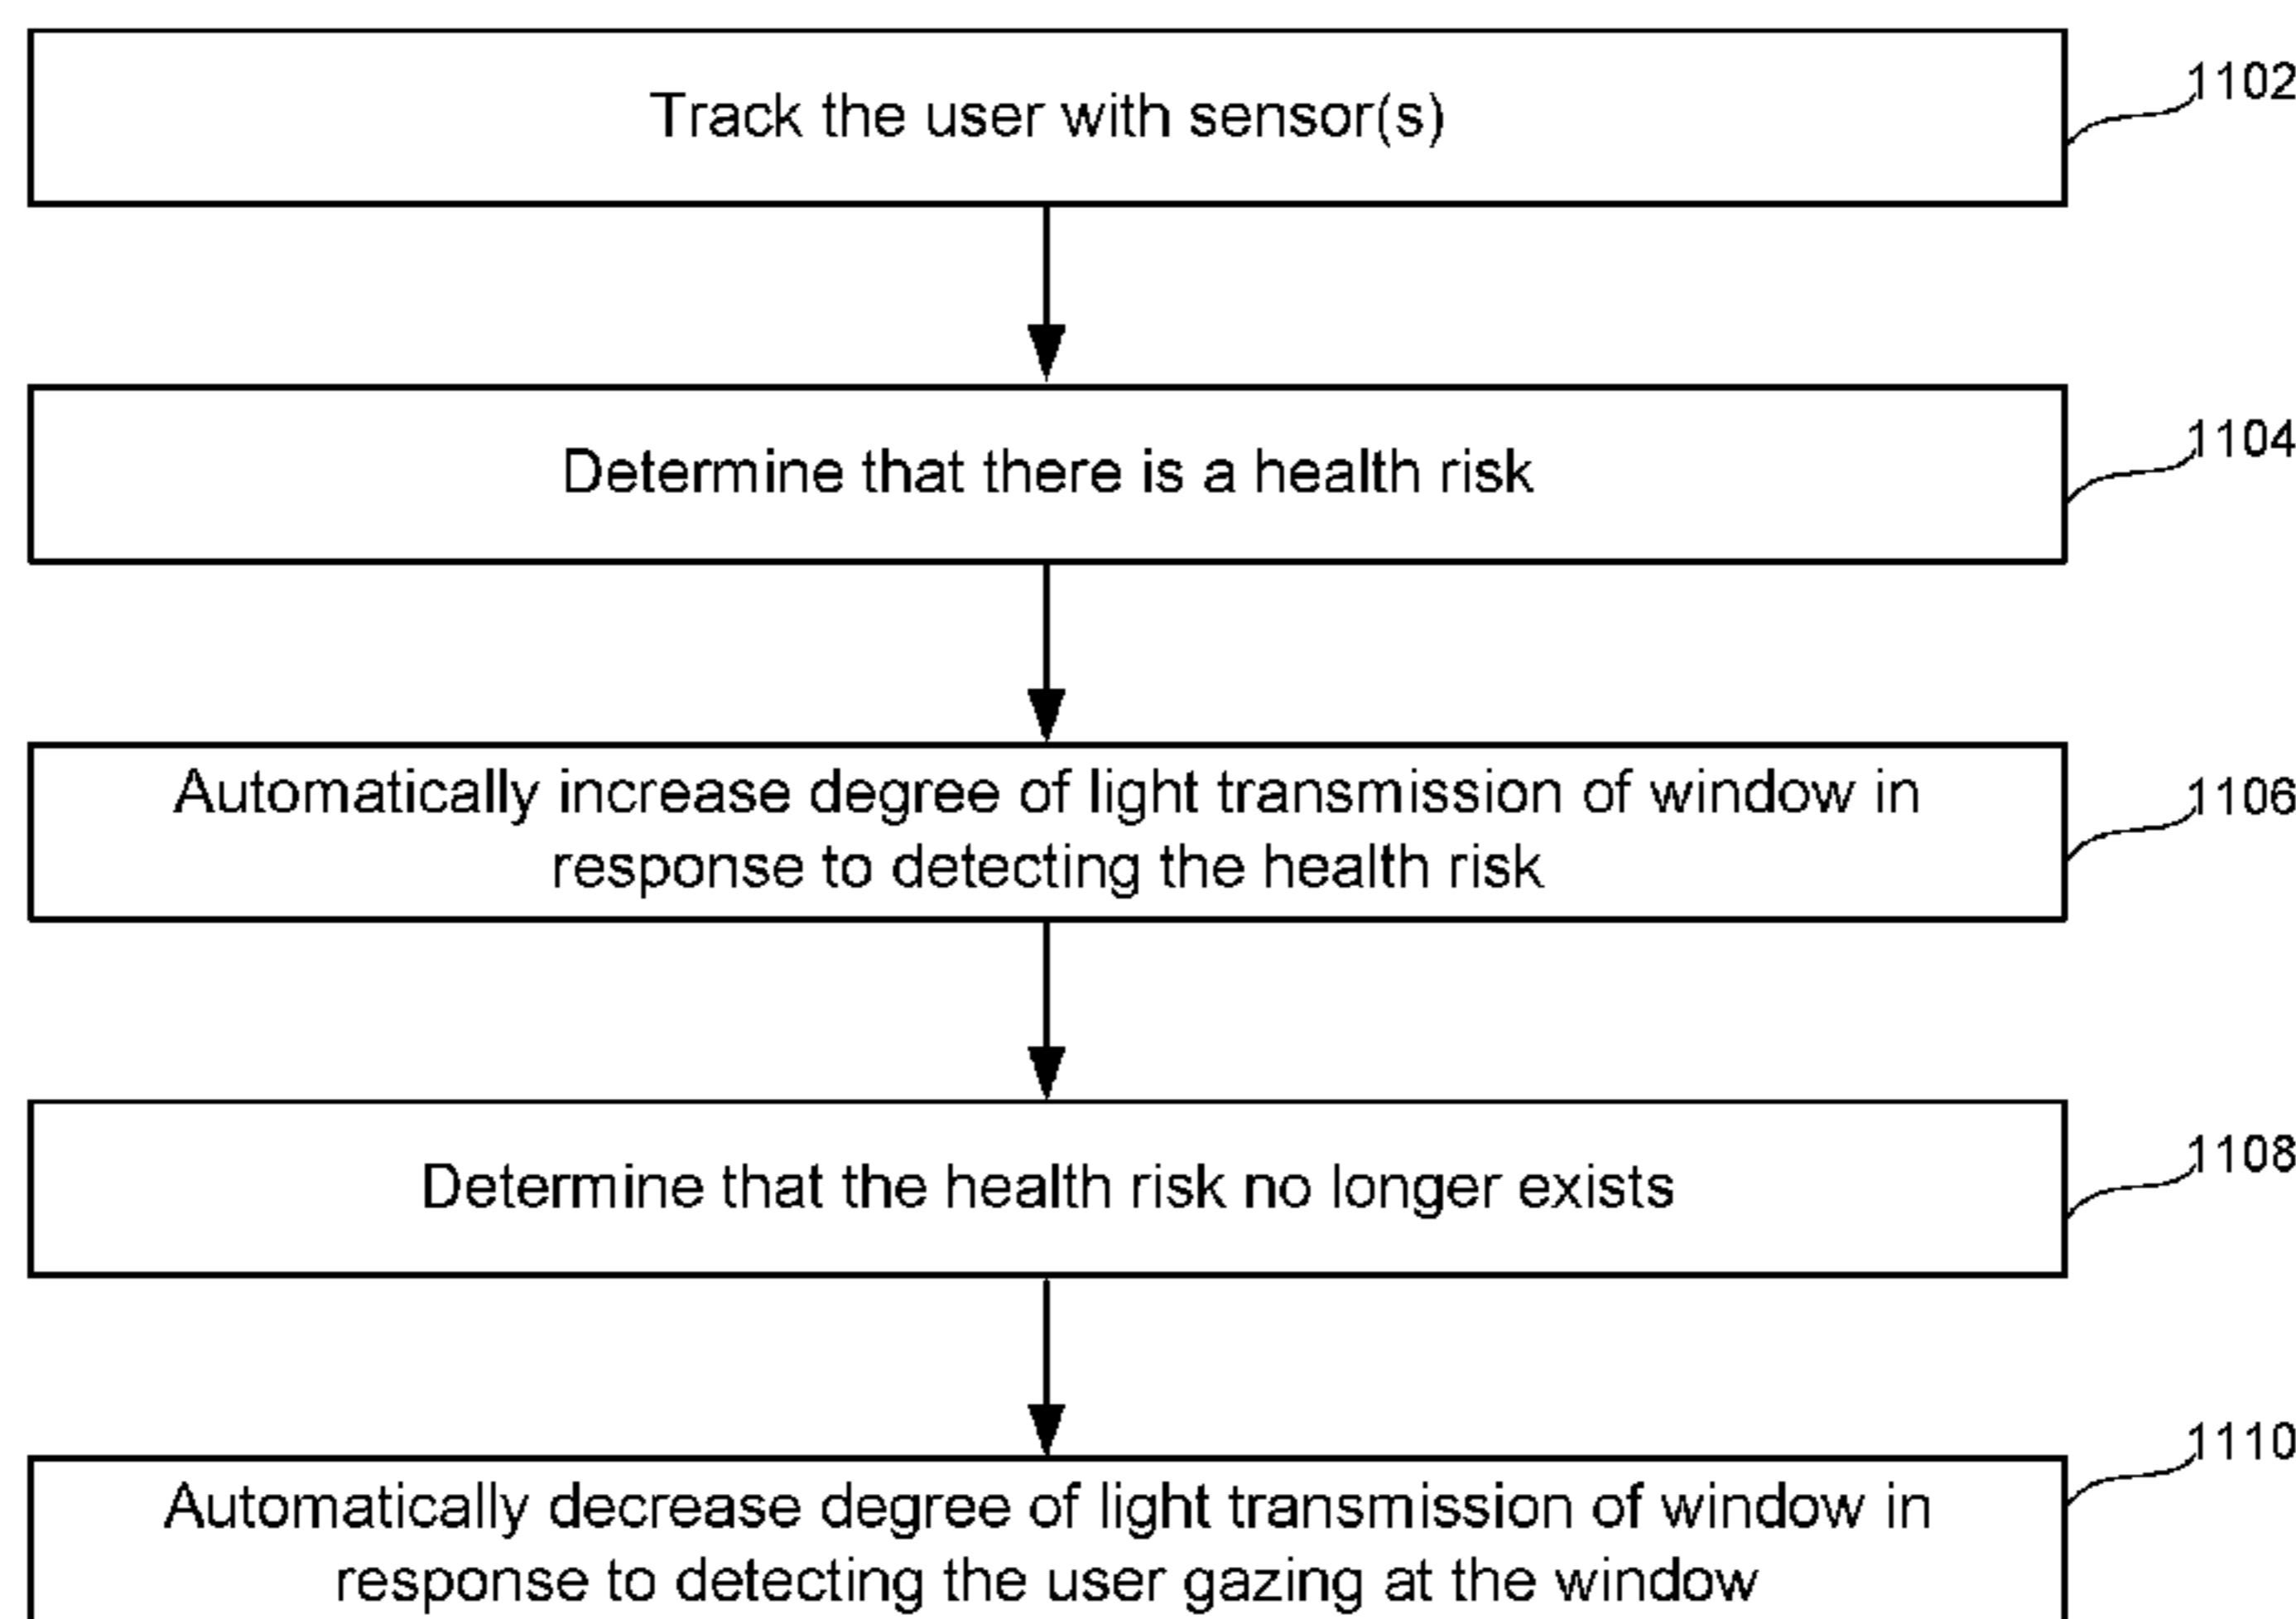 Track the user with sensor(s)
1102
Determine that there is a health risk
1104
Automatically increase degree of light transmission of window in
response to detecting the health risk
1106
Determine that the health risk no longer exists
1108
Automatically decrease degree of light transmission of window in
response to detecting the user gazing at the window
1110